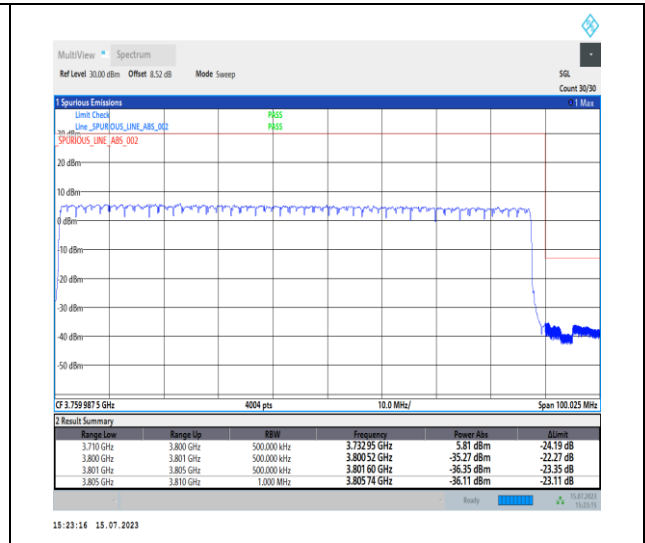 MultiView Spectrum
Ref Level 30.00 dBm Offset 8.52 dB Mode Sweep SGL
Count 30/30
1 Spurious Emissions 1 Max
Limit Check PASS
Line _SPURIOUS_LINE_ABS_002 PASS
SPURIOUS_LINE_ABS_002
20 dBm
10 dBm
0 dBm
-10 dBm
-20 dBm
-30 dBm
-40 dBm
-50 dBm
CF 3.759 987 5 GHz 4004 pts 10.0 MHz/ Span 100.025 MHz
2 Result Summary
Range Low Range Up RBW Frequency Power Abs ΔLimit
3.710 GHz 3.800 GHz 500.000 kHz 3.732 95 GHz 5.81 dBm -24.19 dB
3.800 GHz 3.801 GHz 500.000 kHz 3.800 52 GHz -35.27 dBm -22.27 dB
3.801 GHz 3.805 GHz 500.000 kHz 3.801 60 GHz -36.35 dBm -23.35 dB
3.805 GHz 3.810 GHz 1.000 MHz 3.805 74 GHz -36.11 dBm -23.11 dB
Ready 15.07.2023
15:23:16 15.07.2023